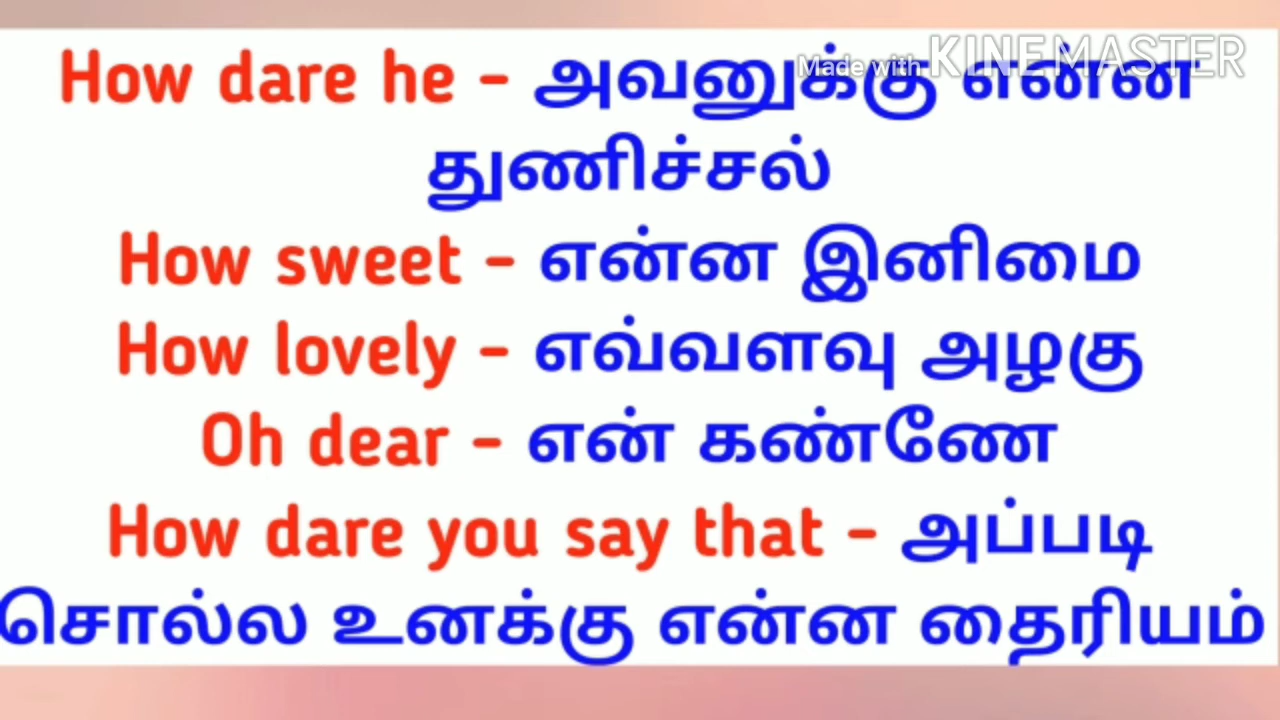 Made with KINEMASTER
How dare he - அவனுக்கு என்ன
துணிச்சல்
How sweet - என்ன இனிமை
How lovely - எவ்வளவு அழகு
Oh dear - என் கண்ணே
How dare you say that - அப்படி
சொல்ல உனக்கு என்ன தைரியம்